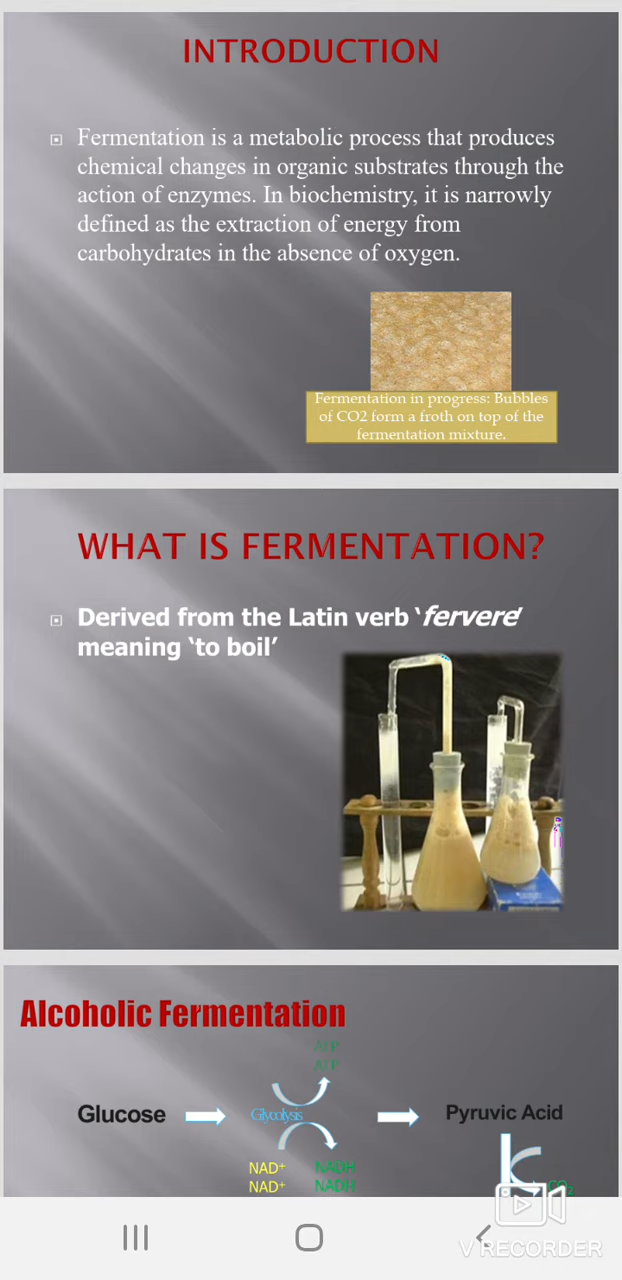 INTRODUCTION
Fermentation is a metabolic process that produces
chemical changes in organic substrates through the
action of enzymes. In biochemistry, it is narrowly
defined as the extraction of energy from
carbohydrates in the absence of oxygen.
Fermentation in progress: Bubbles
of CO2 form a froth on top of the
fermentation mixture.
WHAT IS FERMENTATION?
Derived from the Latin verb ‘fervere’
meaning ‘to boil’
Alcoholic Fermentation
ATP
ATP
Glucose
Glycolysis
Pyruvic Acid
NAD+ NADH
NAD+ NADH
CO2
V RECORDER